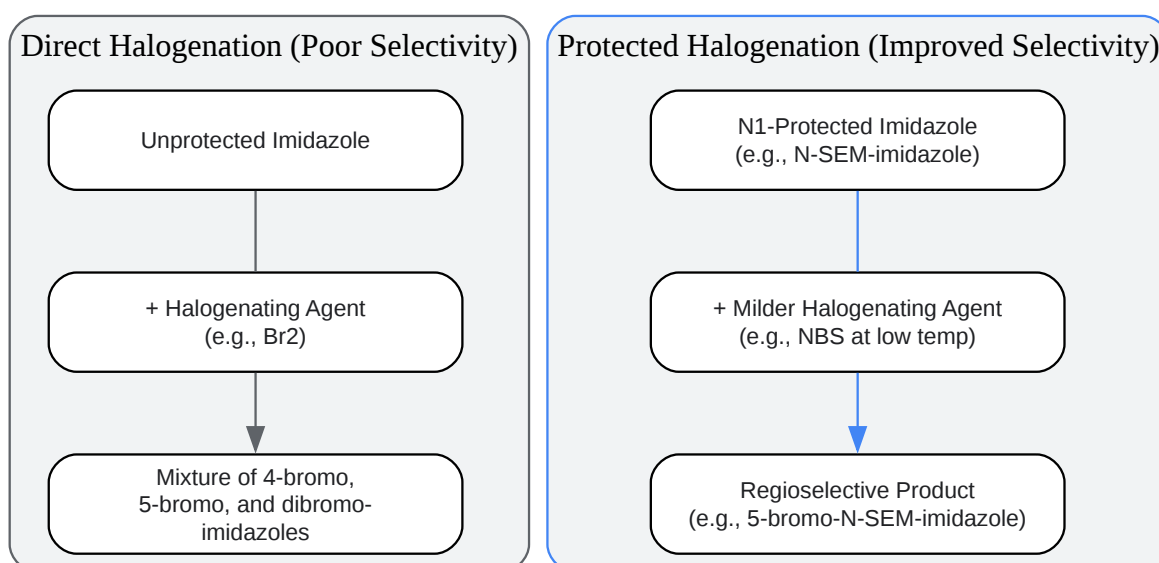 Direct Halogenation (Poor Selectivity)
Unprotected Imidazole
+ Halogenating Agent
(e.g., Br2)
Mixture of 4-bromo,
5-bromo, and dibromo-
imidazoles
Protected Halogenation (Improved Selectivity)
N1-Protected Imidazole
(e.g., N-SEM-imidazole)
+ Milder Halogenating Agent
(e.g., NBS at low temp)
Regioselective Product
(e.g., 5-bromo-N-SEM-imidazole)